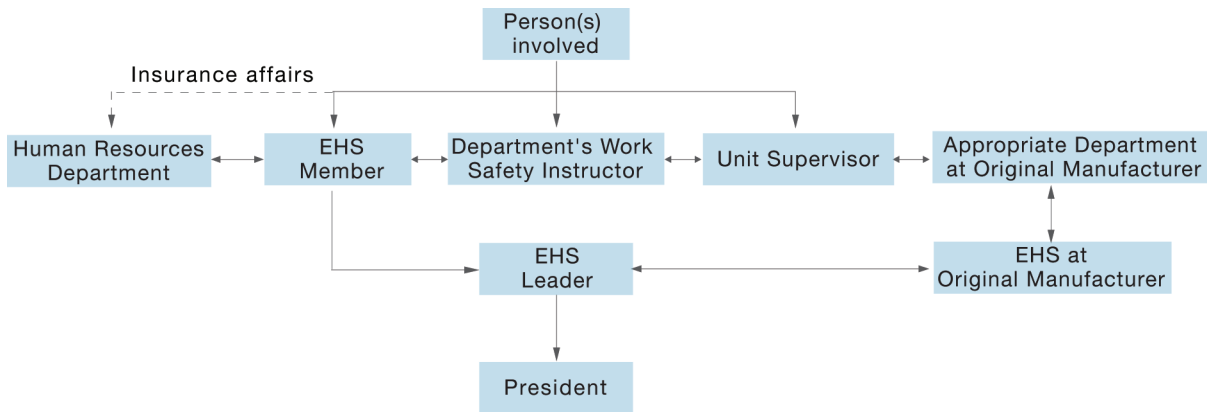 Person(s)
involved
Insurance affairs
Human Resources
Department
EHS
Member
Department's Work
Safety Instructor
Unit Supervisor
Appropriate Department
at Original Manufacturer
EHS
Leader
EHS at
Original Manufacturer
President